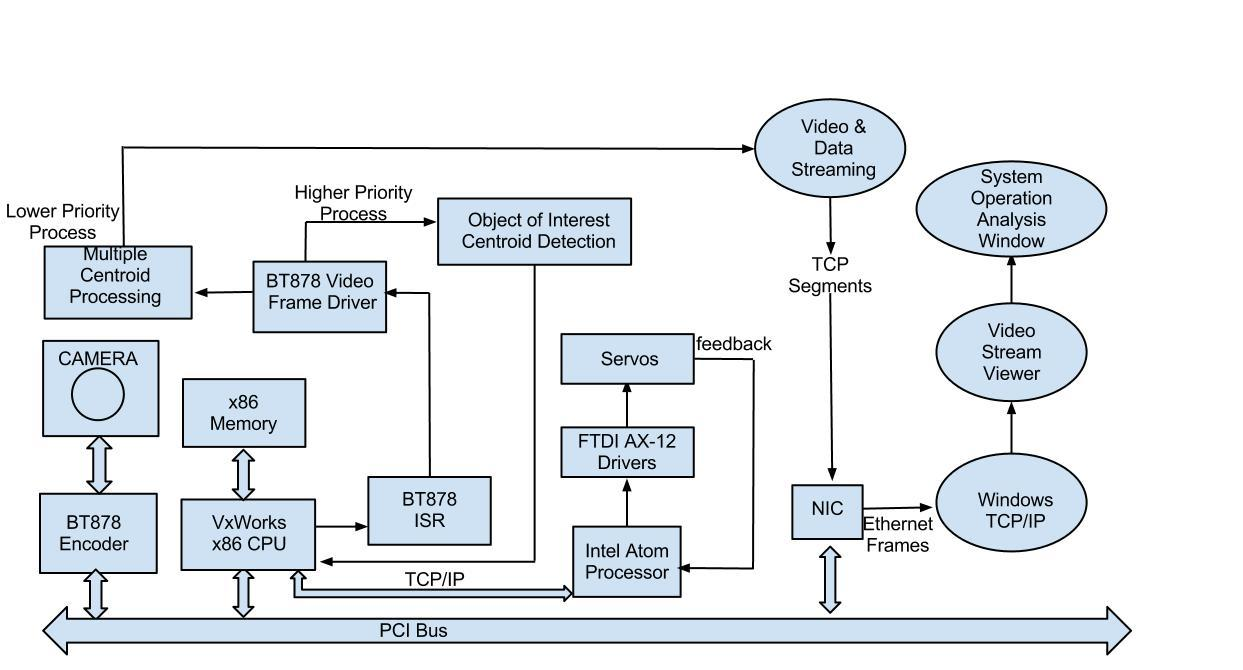 Video &
Data
Streaming
System
Operation
Analysis
Window
Higher Priority
Process
Lower Priority
Process
Object of Interest
Centroid Detection
Multiple
Centroid
Processing
BT878 Video
Frame Driver
TCP
Segments
Video
Stream
Viewer
CAMERA
Servos
feedback
x86
Memory
FTDI AX-12
Drivers
BT878
Encoder
VxWorks
x86 CPU
BT878
ISR
Intel Atom
Processor
NIC
Ethernet
Frames
Windows
TCP/IP
TCP/IP
PCI Bus